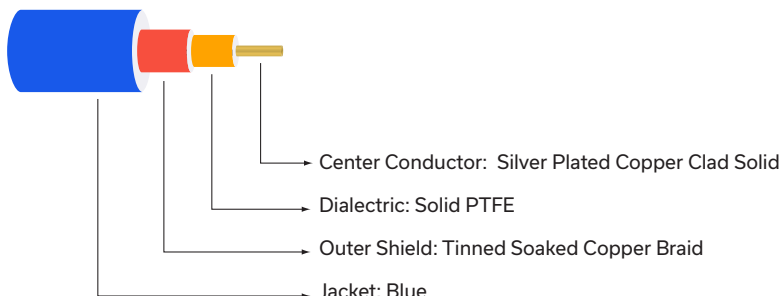 Center Conductor: Silver Plated Copper Clad Solid
Dialectric: Solid PTFE
Outer Shield: Tinned Soaked Copper Braid
Jacket: Blue